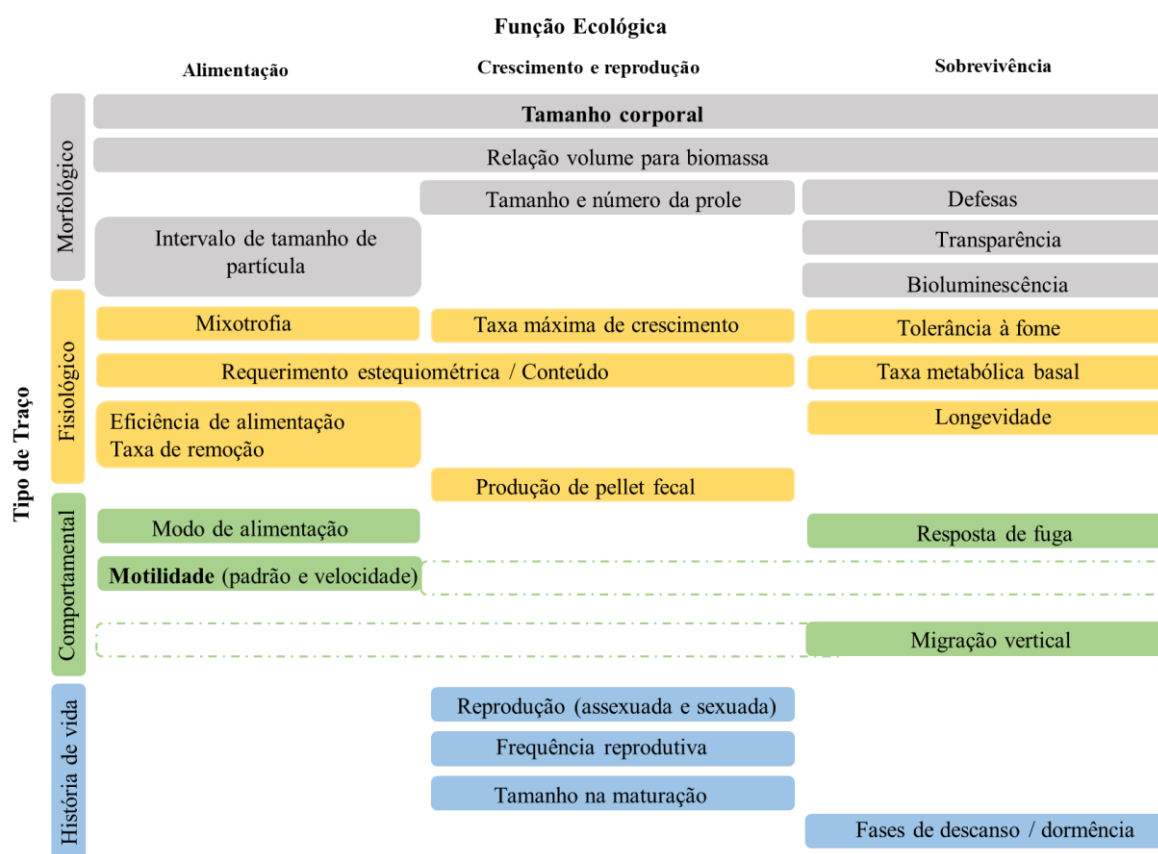 Função Ecológica
Alimentação
Crescimento e reprodução
Sobrevivência
Tipo de Traço
Morfológico
Tamanho corporal
Relação volume para biomassa
Tamanho e número da prole
Defesas
Intervalo de tamanho de
partícula
Transparência
Bioluminescência
Fisiológico
Mixotrofia
Taxa máxima de crescimento
Tolerância à fome
Requerimento estequiométrica / Conteúdo
Taxa metabólica basal
Eficiência de alimentação
Taxa de remoção
Longevidade
Produção de pellet fecal
Comportamental
Modo de alimentação
Resposta de fuga
Motilidade (padrão e velocidade)
Migração vertical
História de vida
Reprodução (assexuada e sexuada)
Frequência reprodutiva
Tamanho na maturação
Fases de descanso / dormência